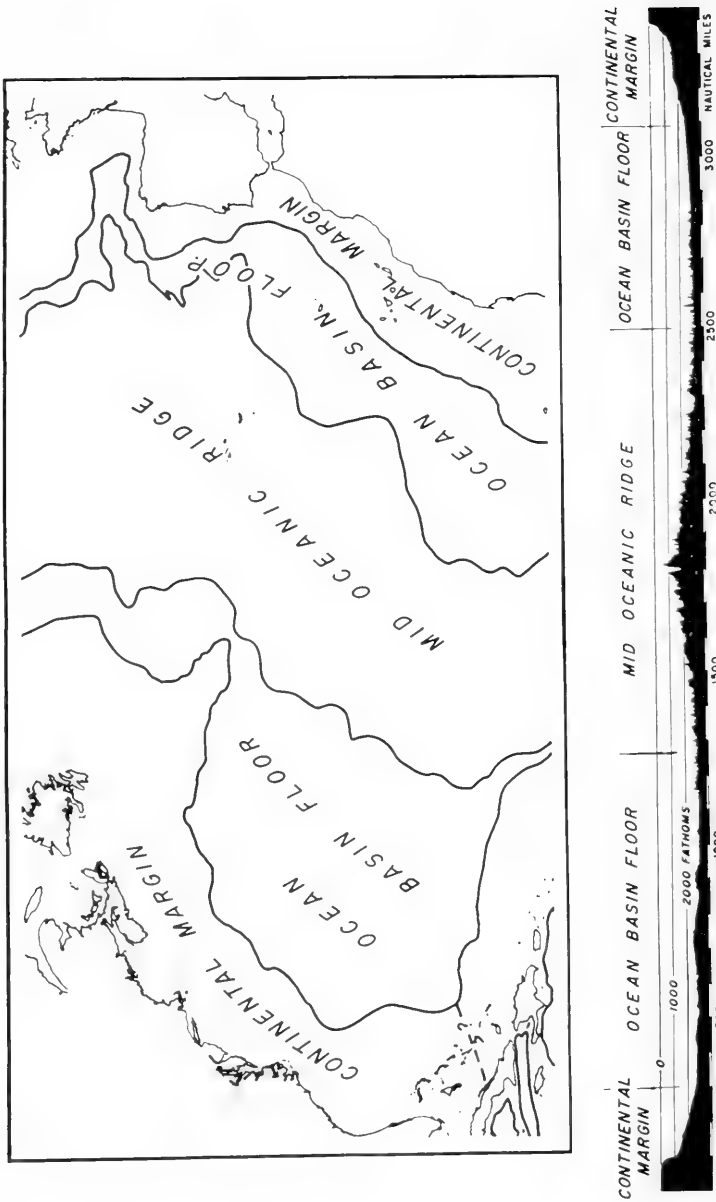 CONTINENTAL MARGIN
OCEAN
BASIN FLOOR
MID OCEANIC RIDGE
OCEAN BASIN FLOOR
CONTINENTAL MARGIN
CONTINENTAL
MARGIN
OCEAN BASIN FLOOR
MID OCEANIC RIDGE
OCEAN BASIN FLOOR
CONTINENTAL
MARGIN
0
1000
2000 FATHOMS
2000
2500
3000
NAUTICAL MILES